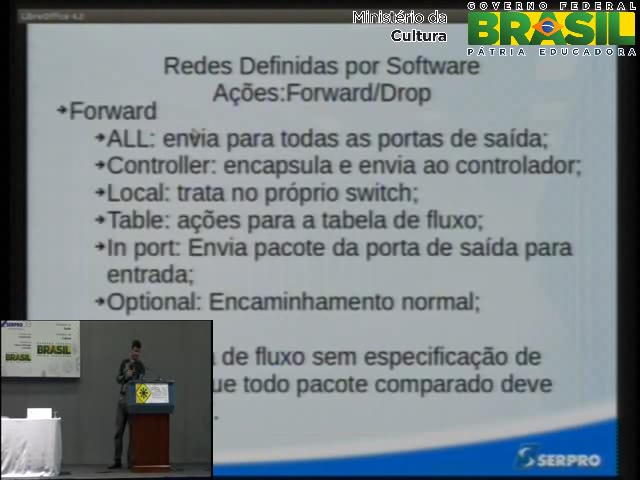 LibreOffice 4.2
Ministério da
Cultura
GOVERNO FEDERAL
BRASIL
PÁTRIA EDUCADORA
Redes Definidas por Software
Ações:Forward/Drop
Forward
ALL: envia para todas as portas de saída;
Controller: encapsula e envia ao controlador;
Local: trata no próprio switch;
Table: ações para a tabela de fluxo;
In port: Envia pacote da porta de saída para
entrada;
Optional: Encaminhamento normal;
de fluxo sem especificação de
todo pacote comparado deve
SERPRO
BRASIL
BRASIL
SERPRO